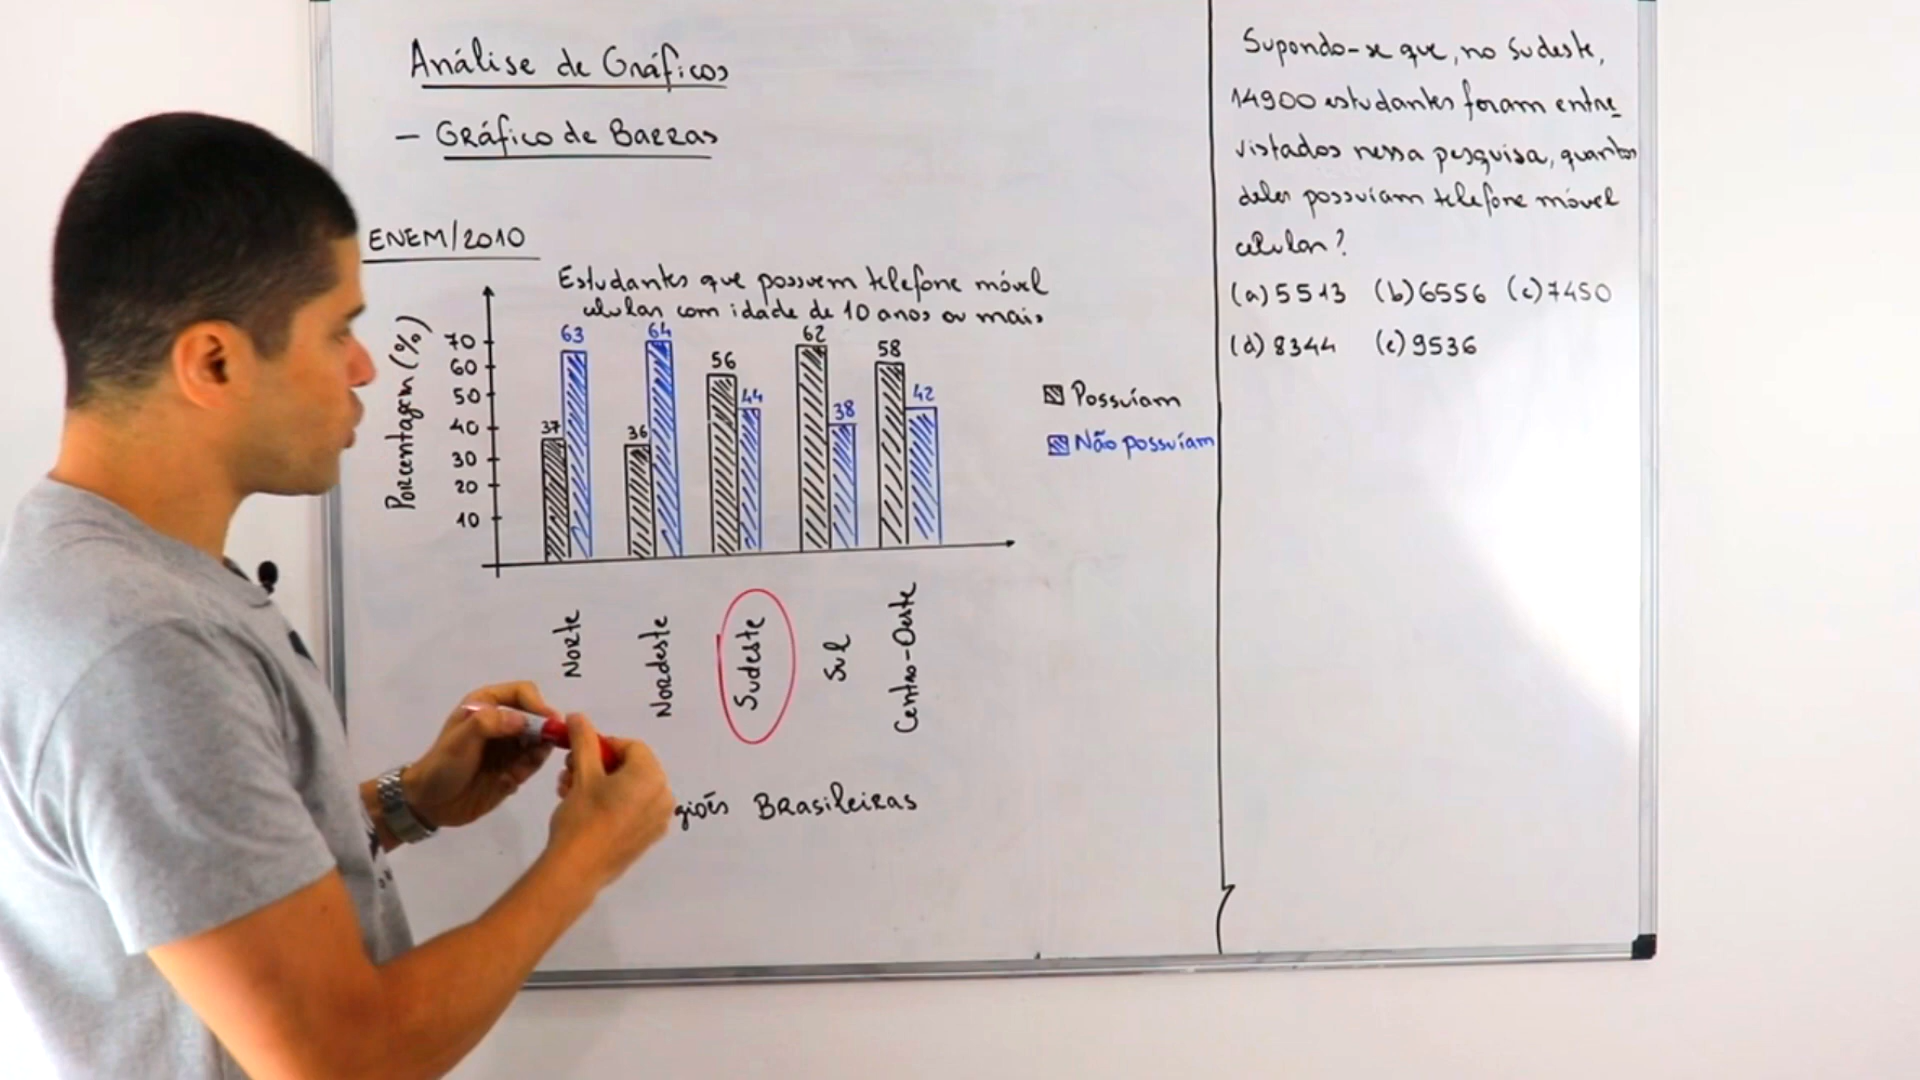 Análise de Gráficos
- Gráfico de Barras
ENEM/2010
Estudantes que possuem telefone móvel
celular com idade de 10 anos ou mais
Porcentagem (%)
70
60
50
40
30
20
10
37 63
36 64
56 44
62 38
58 42
Possuíam
Não possuíam
Norte
Nordeste
Sudeste
Sul
Centro-Oeste
giões Brasileiras
Supondo-se que, no Sudeste,
14900 estudantes foram entre
vistados nessa pesquisa, quantos
deles possuíam telefone móvel
celular?
(a) 5513 (b) 6556 (c) 7450
(d) 8344 (e) 9536